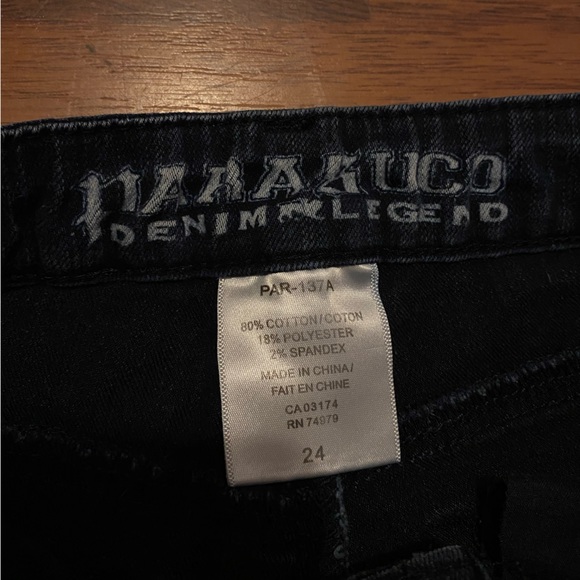 PARASUCO
DENIM LEGEND
PAR-137A
80% COTTON/COTON
18% POLYESTER
2% SPANDEX
MADE IN CHINA/
FAIT EN CHINE
CA 03174
RN 74979
24